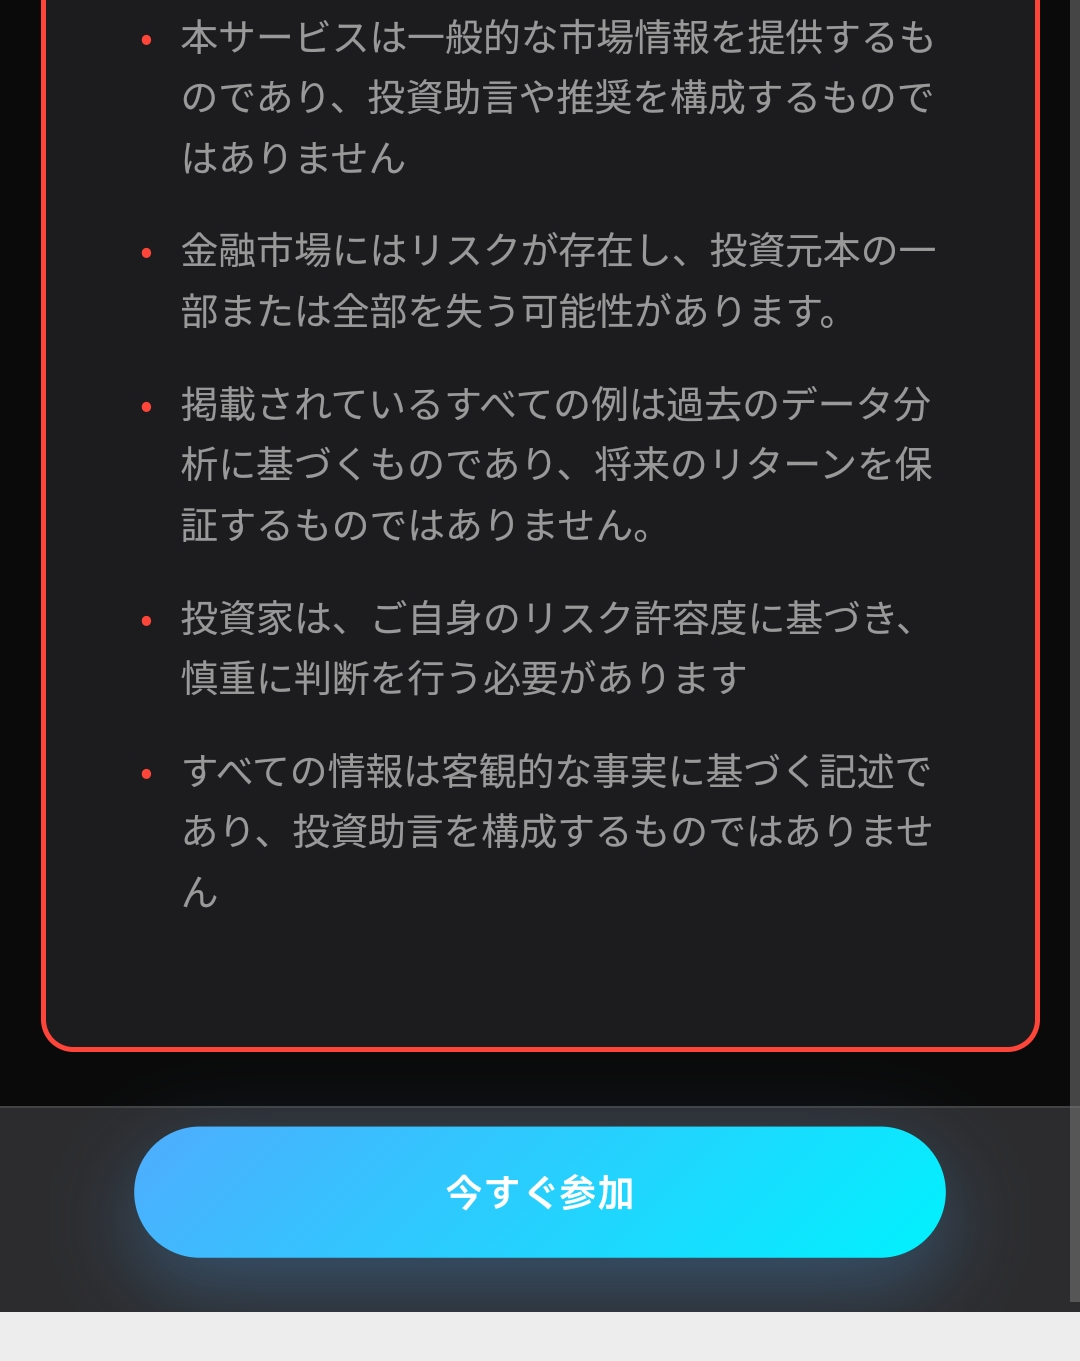 本サービスは一般的な市場情報を提供するも
のであり、投資助言や推奨を構成するもので
はありません
金融市場にはリスクが存在し、投資元本の一
部または全部を失う可能性があります。
掲載されているすべての例は過去のデータ分
析に基づくものであり、将来のリターンを保
証するものではありません。
投資家は、ご自身のリスク許容度に基づき、
慎重に判断を行う必要があります
すべての情報は客観的な事実に基づく記述で
あり、投資助言を構成するものではありませ
ん
今すぐ参加